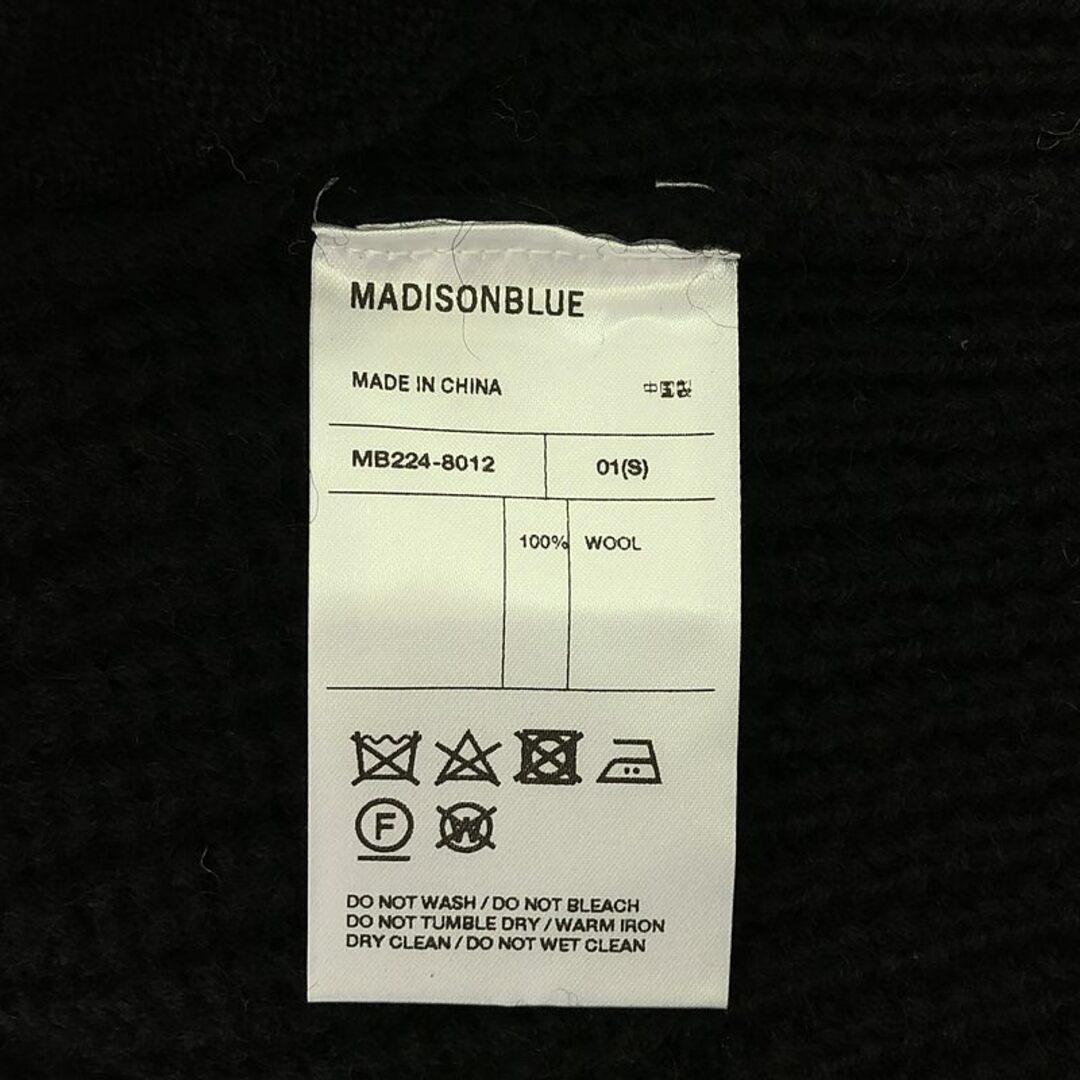 MADISONBLUE
MADE IN CHINA 中国製
MB224-8012 01(S)
100% WOOL
F W
DO NOT WASH / DO NOT BLEACH
DO NOT TUMBLE DRY / WARM IRON
DRY CLEAN / DO NOT WET CLEAN